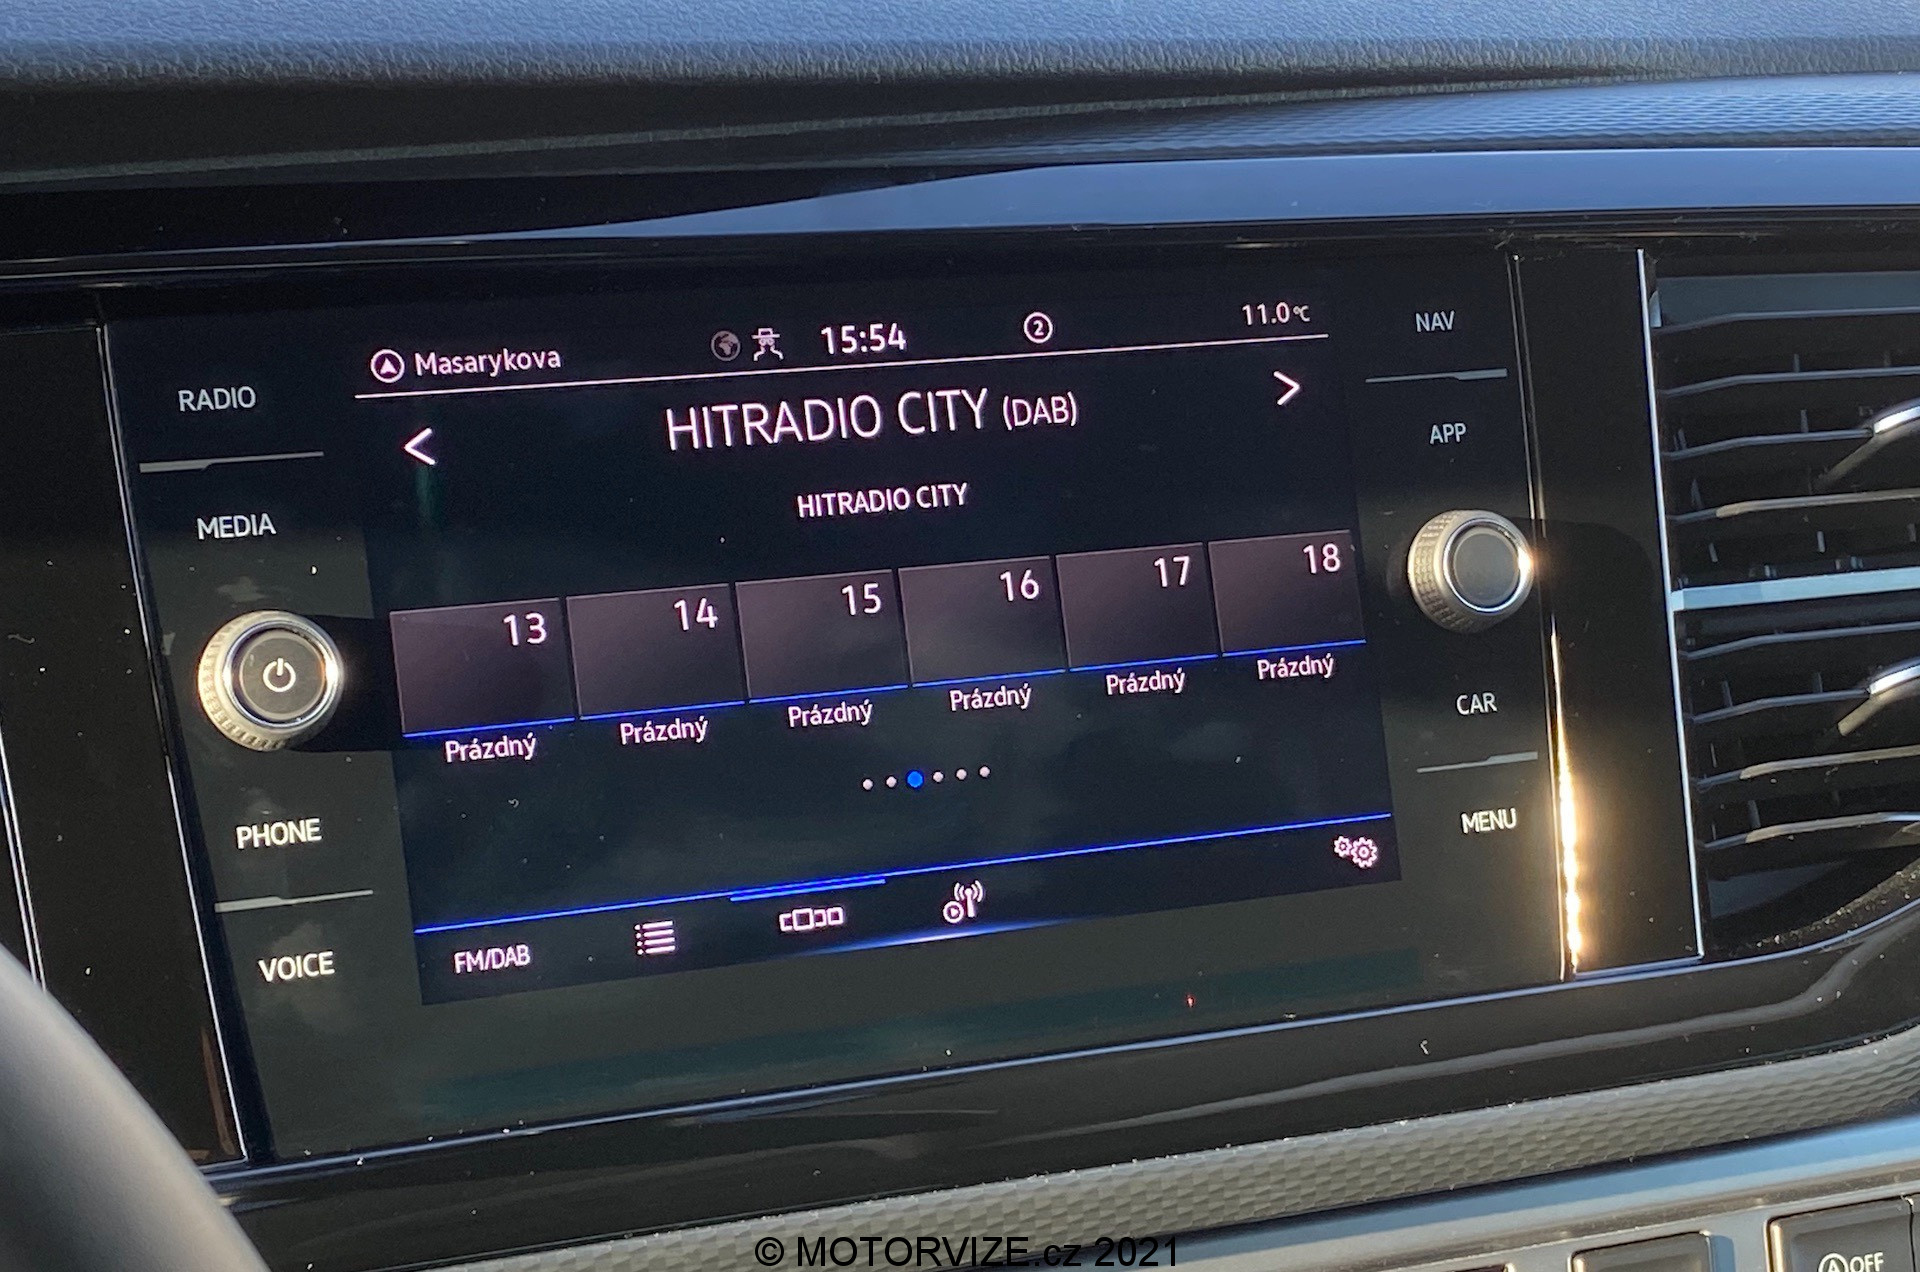 Masarykova 15:54 2 11.0°C
NAV
RADIO
< HITRADIO CITY (DAB) >
APP
HITRADIO CITY
MEDIA
13 14 15 16 17 18
Prázdný Prázdný Prázdný Prázdný Prázdný Prázdný
CAR
PHONE
MENU
FM/DAB
VOICE
A OFF
© MOTORVIZE.cz 2021